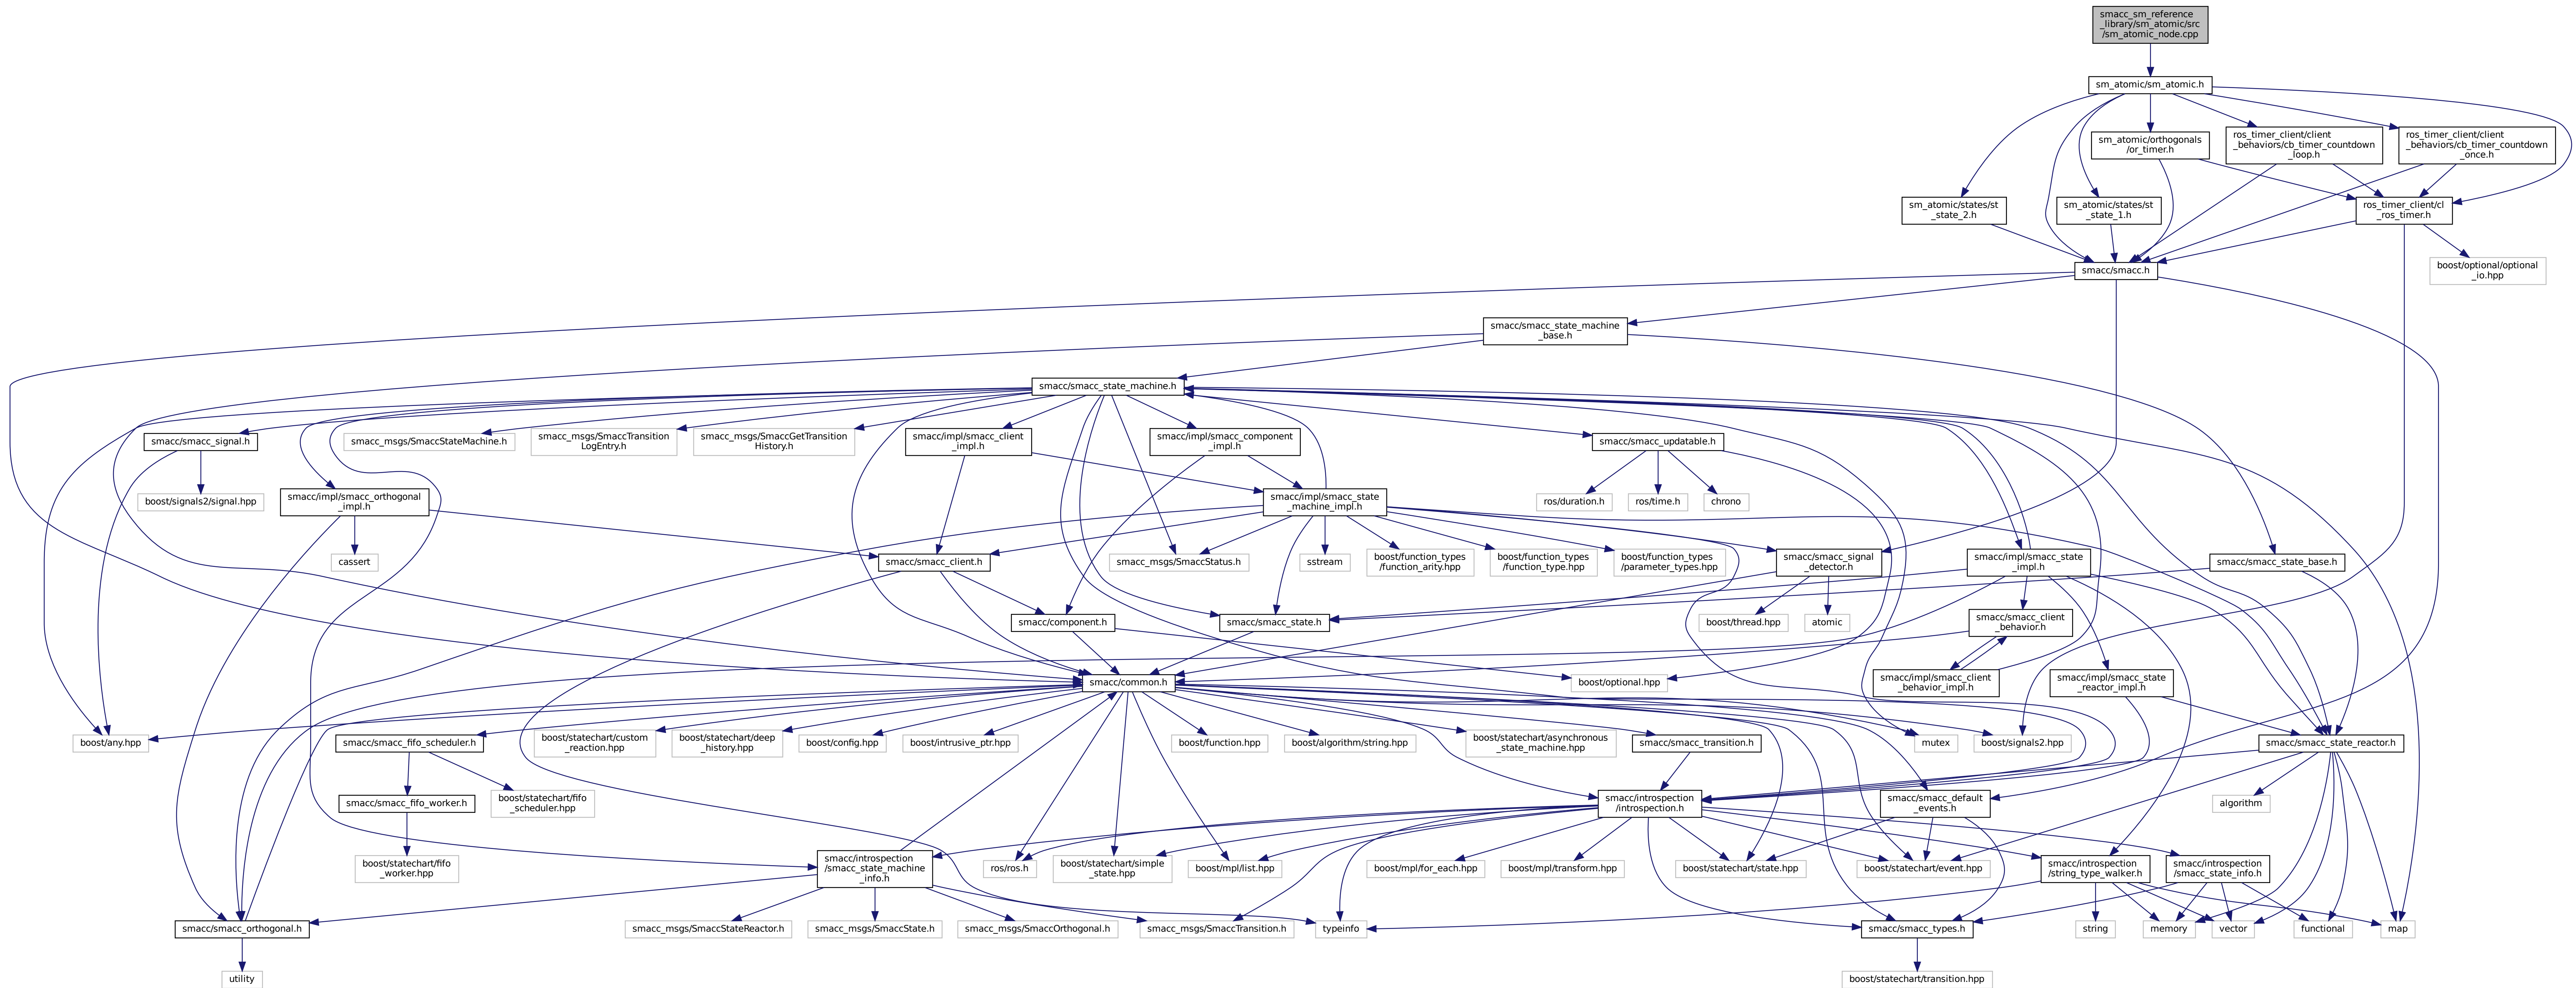 smacc_sm_reference
_library/sm_atomic/src
/sm_atomic_node.cpp
sm_atomic/sm_atomic.h
sm_atomic/orthogonals
/or_timer.h
ros_timer_client/client
_behaviors/cb_timer_countdown
_loop.h
ros_timer_client/client
_behaviors/cb_timer_countdown
_once.h
sm_atomic/states/st
_state_2.h
sm_atomic/states/st
_state_1.h
ros_timer_client/cl
_ros_timer.h
smacc/smacc.h
boost/optional/optional
_io.hpp
smacc/smacc_state_machine
_base.h
smacc/smacc_state_machine.h
smacc/smacc_signal.h
smacc_msgs/SmaccStateMachine.h
smacc_msgs/SmaccTransition
LogEntry.h
smacc_msgs/SmaccGetTransition
History.h
smacc/impl/smacc_client
_impl.h
smacc/impl/smacc_component
_impl.h
smacc/smacc_updatable.h
boost/signals2/signal.hpp
smacc/impl/smacc_orthogonal
_impl.h
smacc/impl/smacc_state
_machine_impl.h
ros/duration.h
ros/time.h
chrono
cassert
smacc/smacc_client.h
smacc_msgs/SmaccStatus.h
sstream
boost/function_types
/function_arity.hpp
boost/function_types
/function_type.hpp
boost/function_types
/parameter_types.hpp
smacc/smacc_signal
_detector.h
smacc/impl/smacc_state
_impl.h
smacc/smacc_state_base.h
smacc/component.h
smacc/smacc_state.h
boost/thread.hpp
atomic
smacc/smacc_client
_behavior.h
smacc/common.h
boost/optional.hpp
smacc/impl/smacc_client
_behavior_impl.h
smacc/impl/smacc_state
_reactor_impl.h
boost/any.hpp
smacc/smacc_fifo_scheduler.h
boost/statechart/custom
_reaction.hpp
boost/statechart/deep
_history.hpp
boost/config.hpp
boost/intrusive_ptr.hpp
boost/function.hpp
boost/algorithm/string.hpp
boost/statechart/asynchronous
_state_machine.hpp
smacc/smacc_transition.h
mutex
boost/signals2.hpp
smacc/smacc_state_reactor.h
smacc/smacc_fifo_worker.h
boost/statechart/fifo
_scheduler.hpp
smacc/introspection
/introspection.h
smacc/smacc_default
_events.h
algorithm
boost/statechart/fifo
_worker.hpp
smacc/introspection
/smacc_state_machine
_info.h
ros/ros.h
boost/statechart/simple
_state.hpp
boost/mpl/list.hpp
boost/mpl/for_each.hpp
boost/mpl/transform.hpp
boost/statechart/state.hpp
boost/statechart/event.hpp
smacc/introspection
/string_type_walker.h
smacc/introspection
/smacc_state_info.h
smacc/smacc_orthogonal.h
smacc_msgs/SmaccStateReactor.h
smacc_msgs/SmaccState.h
smacc_msgs/SmaccOrthogonal.h
smacc_msgs/SmaccTransition.h
typeinfo
smacc/smacc_types.h
string
memory
vector
functional
map
utility
boost/statechart/transition.hpp